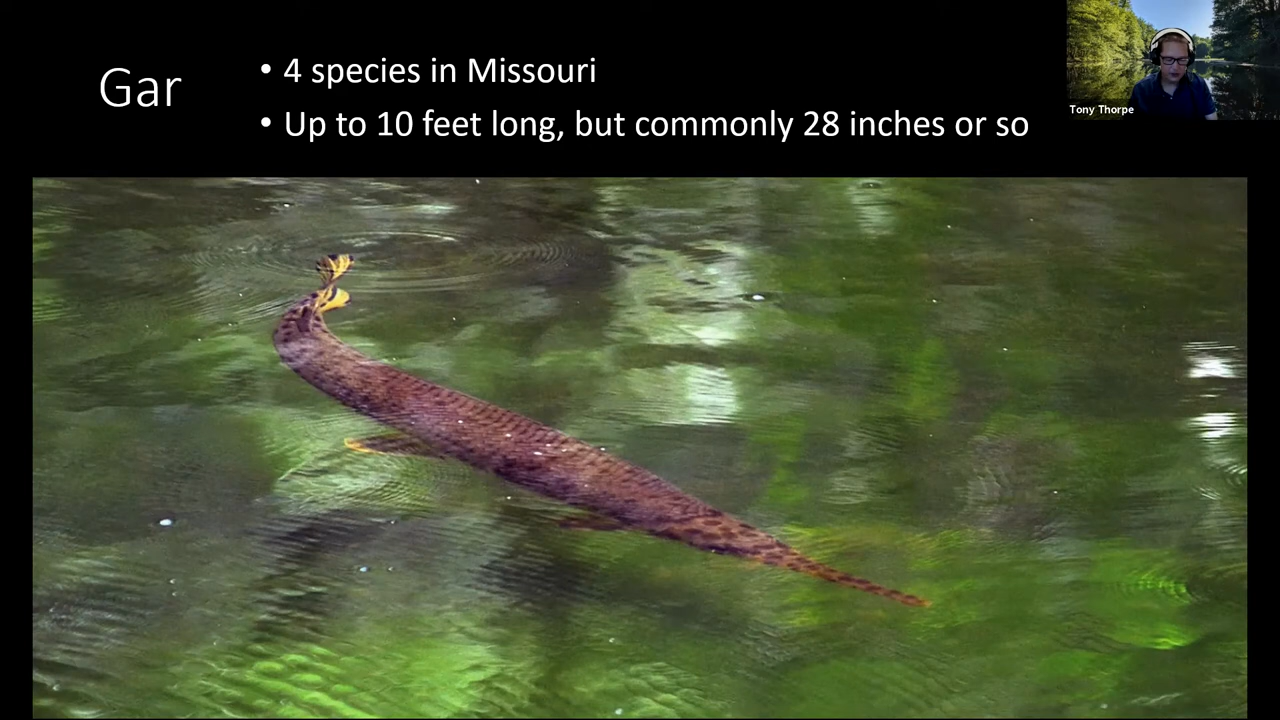 Gar
• 4 species in Missouri
• Up to 10 feet long, but commonly 28 inches or so
Tony Thorpe